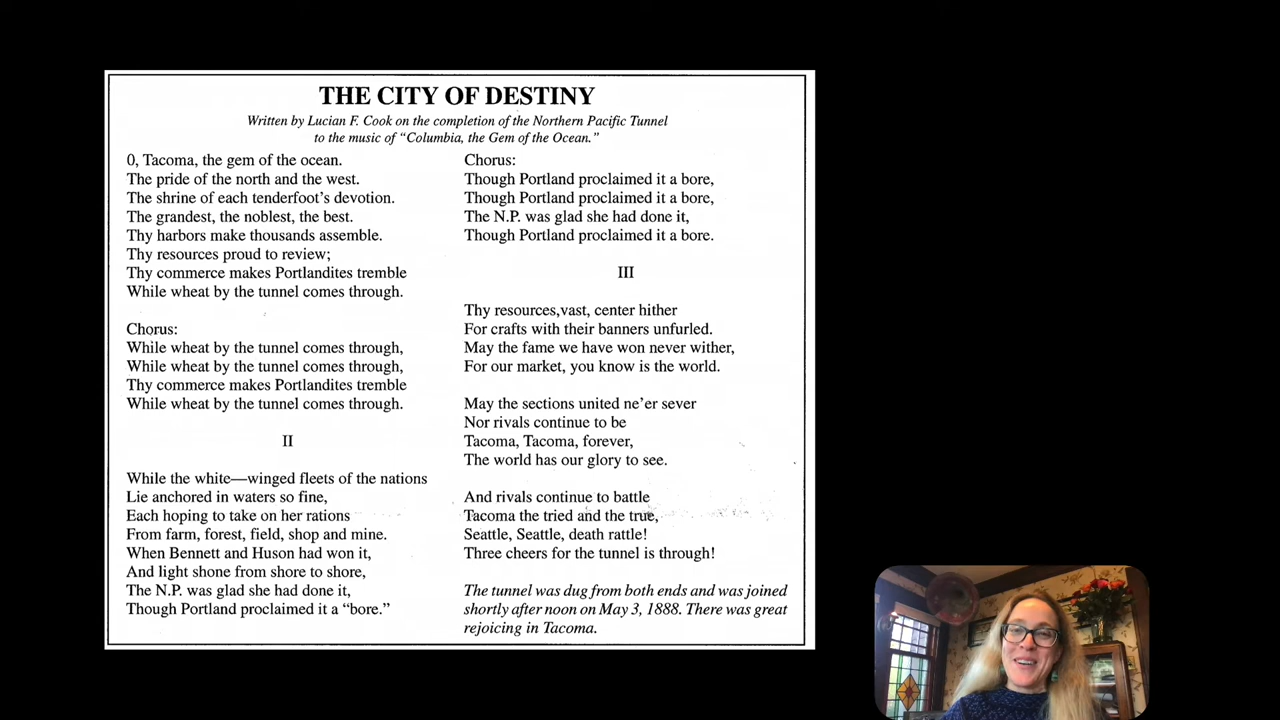 THE CITY OF DESTINY
Written by Lucian F. Cook on the completion of the Northern Pacific Tunnel
to the music of “Columbia, the Gem of the Ocean.”
0, Tacoma, the gem of the ocean.
The pride of the north and the west.
The shrine of each tenderfoot’s devotion.
The grandest, the noblest, the best.
Thy harbors make thousands assemble.
Thy resources proud to review;
Thy commerce makes Portlandites tremble
While wheat by the tunnel comes through.
Chorus:
While wheat by the tunnel comes through,
While wheat by the tunnel comes through,
Thy commerce makes Portlandites tremble
While wheat by the tunnel comes through.
II
While the white—winged fleets of the nations
Lie anchored in waters so fine,
Each hoping to take on her rations
From farm, forest, field, shop and mine.
When Bennett and Huson had won it,
And light shone from shore to shore,
The N.P. was glad she had done it,
Though Portland proclaimed it a “bore.”
Chorus:
Though Portland proclaimed it a bore,
Though Portland proclaimed it a bore,
The N.P. was glad she had done it,
Though Portland proclaimed it a bore.
III
Thy resources,vast, center hither
For crafts with their banners unfurled.
May the fame we have won never wither,
For our market, you know is the world.
May the sections united ne’er sever
Nor rivals continue to be
Tacoma, Tacoma, forever,
The world has our glory to see.
And rivals continue to battle
Tacoma the tried and the true,
Seattle, Seattle, death rattle!
Three cheers for the tunnel is through!
The tunnel was dug from both ends and was joined
shortly after noon on May 3, 1888. There was great
rejoicing in Tacoma.